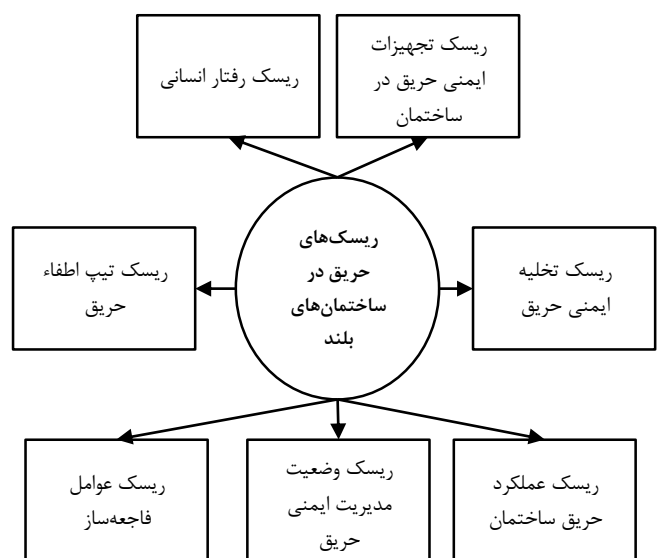 ریسک تجهیزات
ایمنی حریق در
ساختمان
ریسک رفتار انسانی
ریسک‌های
حریق در
ساختمان‌های
بلند
ریسک تخلیه
ایمنی حریق
ریسک تیپ اطفاء
حریق
ریسک عملکرد
حریق ساختمان
ریسک وضعیت
مدیریت ایمنی
حریق
ریسک عوامل
فاجعه‌ساز